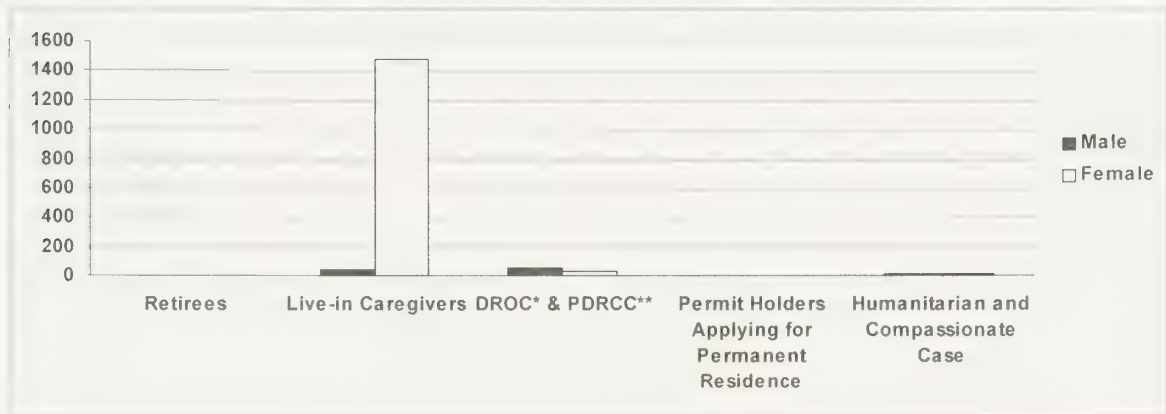 1600
1400
1200
1000
800
600
400
200
0
Male
Female
Retirees
Live-in Caregivers
DROC* & PDRCC**
Permit Holders
Applying for
Permanent
Residence
Humanitarian and
Compassionate
Case